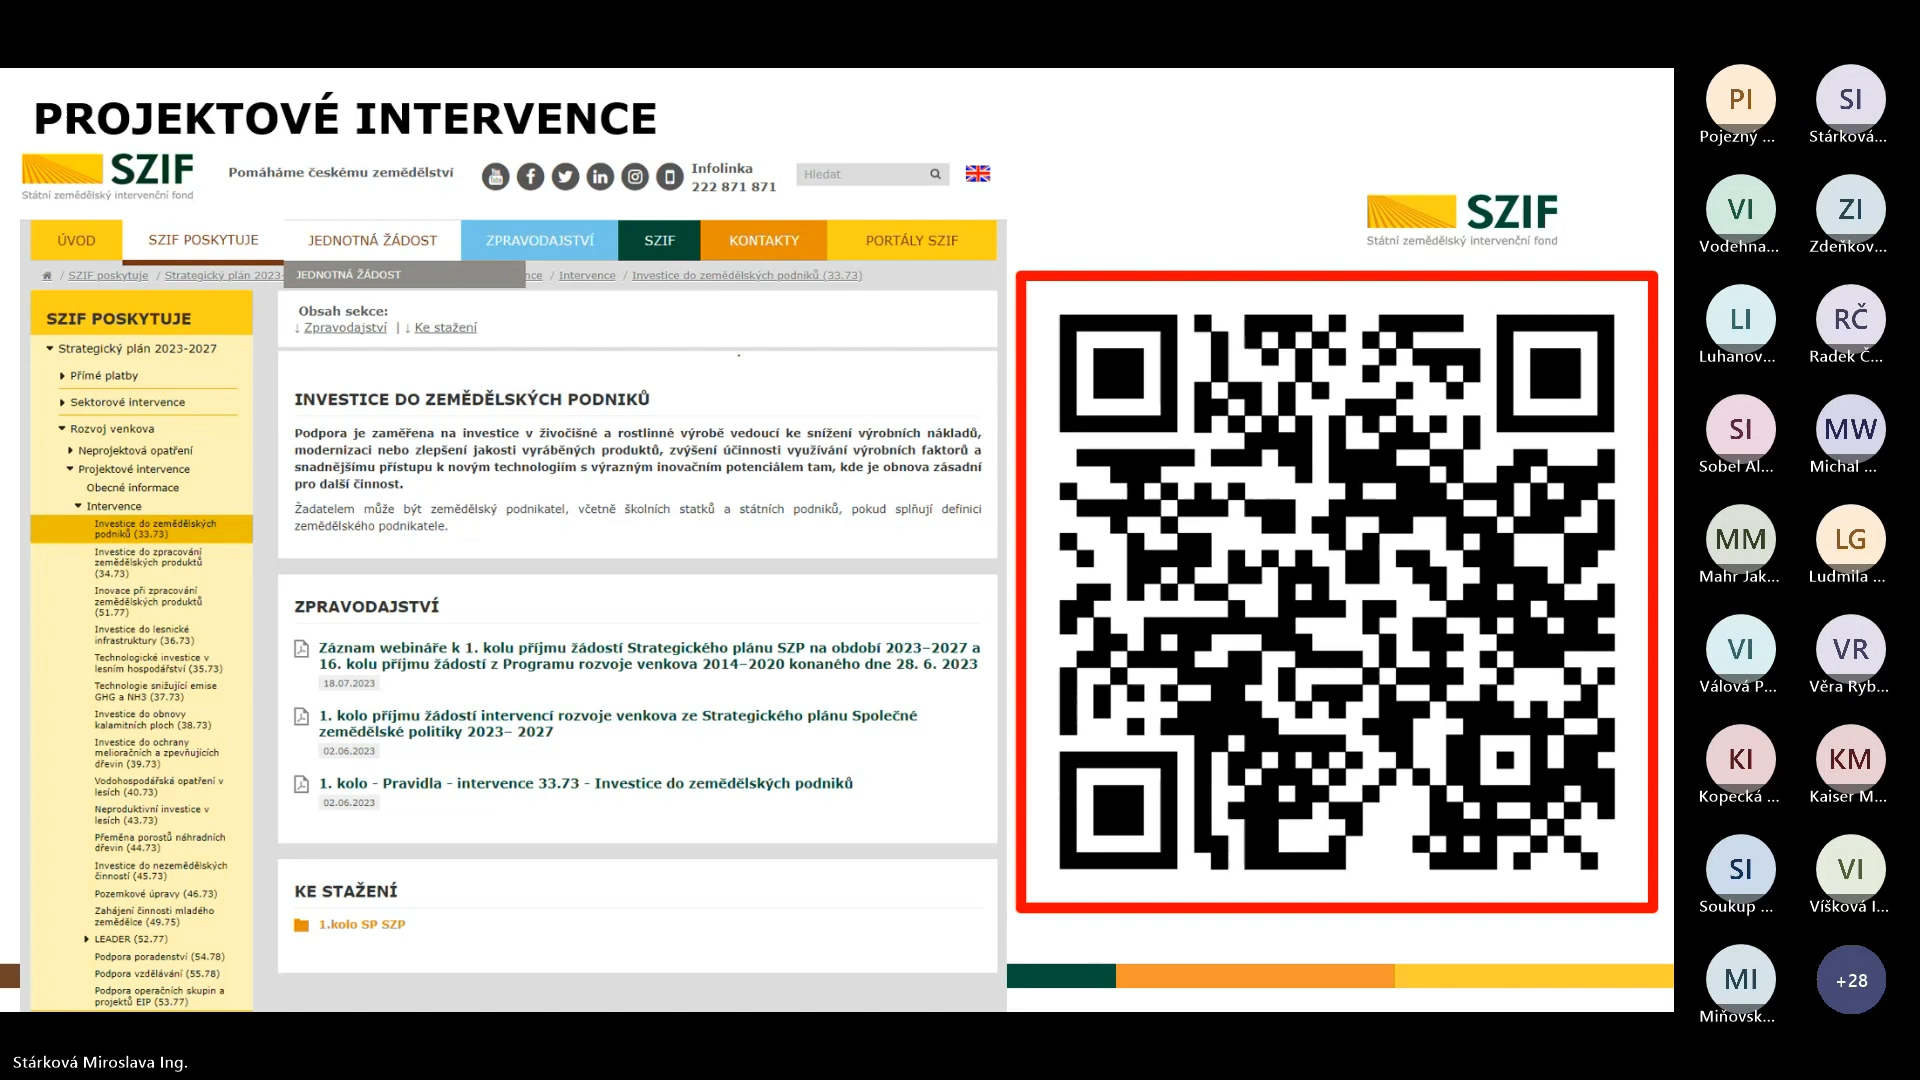 PROJEKTOVÉ INTERVENCE
SZIF
Státní zemědělský intervenční fond
Pomáháme českému zemědělství
Infolinka
222 871 871
Hledat
ÚVOD
SZIF POSKYTUJE
JEDNOTNÁ ŽÁDOST
ZPRAVODAJSTVÍ
SZIF
KONTAKTY
PORTÁLY SZIF
/ SZIF poskytuje / Strategický plán 2023-
JEDNOTNÁ ŽÁDOST
nce / Intervence / Investice do zemědělských podniků (33.73)
SZIF POSKYTUJE
Strategický plán 2023-2027
Přímé platby
Sektorové intervence
Rozvoj venkova
Neprojektová opatření
Projektové intervence
Obecné informace
Intervence
Investice do zemědělských
podniků (33.73)
Investice do zpracování
zemědělských produktů
(34.73)
Inovace při zpracování
zemědělských produktů
(51.77)
Investice do lesnické
infrastruktury (36.73)
Technologické investice v
lesním hospodářství (35.73)
Technologie snižující emise
GHG a NH3 (37.73)
Investice do obnovy
kalamitních ploch (38.73)
Investice do ochrany
melioračních a zpevňujících
dřevin (39.73)
Vodohospodářská opatření v
lesích (40.73)
Neproduktivní investice v
lesích (43.73)
Přeměna porostů náhradních
dřevin (44.73)
Investice do nezemědělských
činností (45.73)
Pozemkové úpravy (46.73)
Zahájení činnosti mladého
zemědělce (49.75)
LEADER (52.77)
Podpora poradenství (54.78)
Podpora vzdělávání (55.78)
Podpora operačních skupin a
projektů EIP (53.77)
Obsah sekce:
↓ Zpravodajství | ↓ Ke stažení
INVESTICE DO ZEMĚDĚLSKÝCH PODNIKŮ
Podpora je zaměřena na investice v živočišné a rostlinné výrobě vedoucí ke snížení výrobních nákladů,
modernizaci nebo zlepšení jakosti vyráběných produktů, zvýšení účinnosti využívání výrobních faktorů a
snadnějšímu přístupu k novým technologiím s výrazným inovačním potenciálem tam, kde je obnova zásadní
pro další činnost.
Žadatelem může být zemědělský podnikatel, včetně školních statků a státních podniků, pokud splňují definici
zemědělského podnikatele.
ZPRAVODAJSTVÍ
Záznam webináře k 1. kolu příjmu žádostí Strategického plánu SZP na období 2023–2027 a
16. kolu příjmu žádostí z Programu rozvoje venkova 2014–2020 konaného dne 28. 6. 2023
18.07.2023
1. kolo příjmu žádostí intervencí rozvoje venkova ze Strategického plánu Společné
zemědělské politiky 2023– 2027
02.06.2023
1. kolo - Pravidla - intervence 33.73 - Investice do zemědělských podniků
02.06.2023
KE STAŽENÍ
1.kolo SP SZP
SZIF
Státní zemědělský intervenční fond
PI
Pojezný ...
SI
Stárková...
VI
Vodehna...
ZI
Zdeňkov...
LI
Luhanov...
RČ
Radek Č...
SI
Sobel Al...
MW
Michal ...
MM
Mahr Jak...
LG
Ludmila ...
VI
Válová P...
VR
Věra Ryb...
KI
Kopecká ...
KM
Kaiser M...
SI
Soukup ...
VI
Víšková I...
MI
Miňovsk...
+28
Stárková Miroslava Ing.